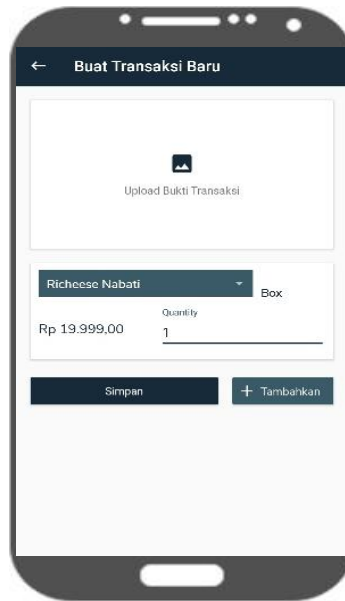 Buat Transaksi Baru
Upload Bukti Transaksi
Richeese Nabati
Box
Rp 19.999,00
Quantity
1
Simpan
+ Tambahkan